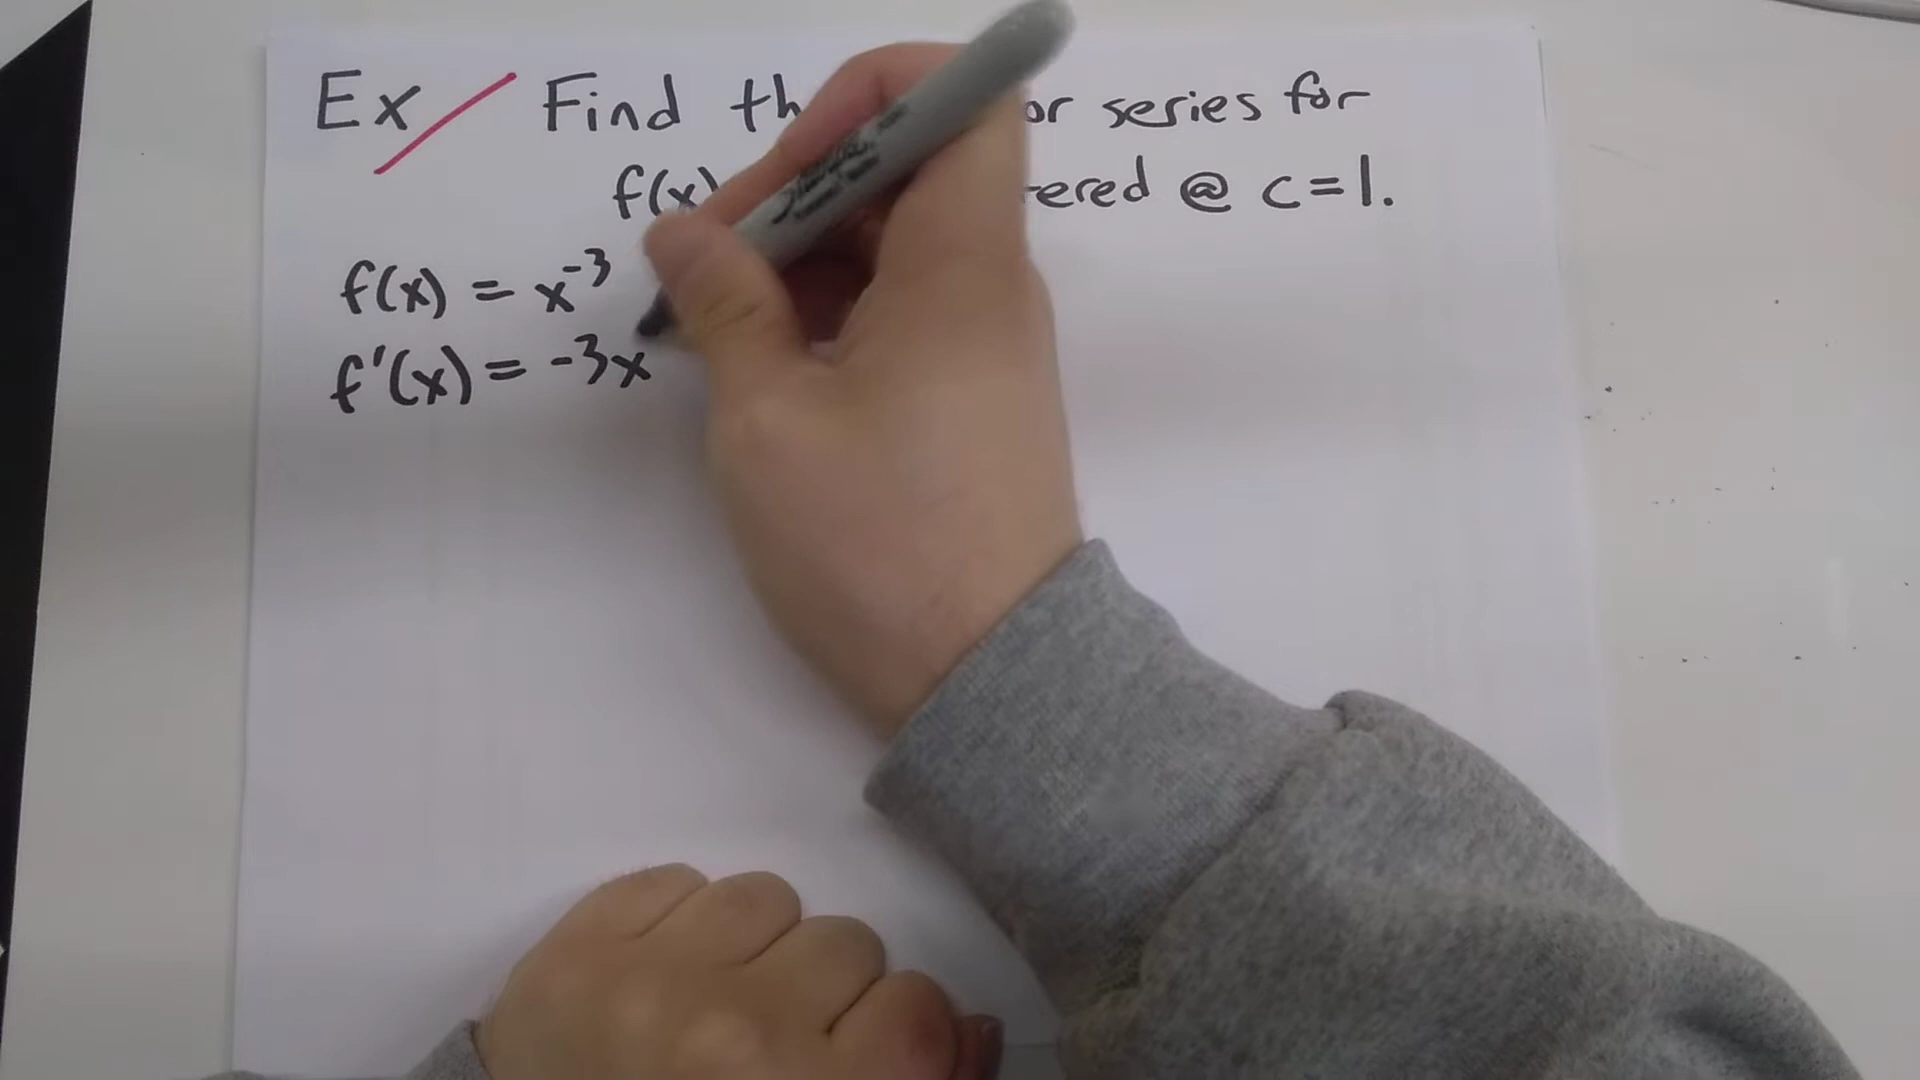 Ex Find th or series for
f(x) ered @ c=1.
f(x) = x⁻³
f'(x) = -3x